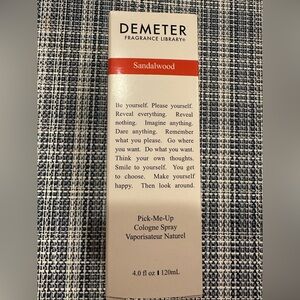 DEMETER
FRAGRANCE LIBRARY®
Sandalwood
Be yourself. Please yourself.
Reveal everything. Reveal
nothing. Imagine anything.
Dare anything. Remember
what you please. Go where
you want. Do what you want.
Think your own thoughts.
Smile to yourself. You get
to choose. Make yourself
happy. Then look around.
Pick-Me-Up
Cologne Spray
Vaporisateur Naturel
4.0 fl oz | 120mL